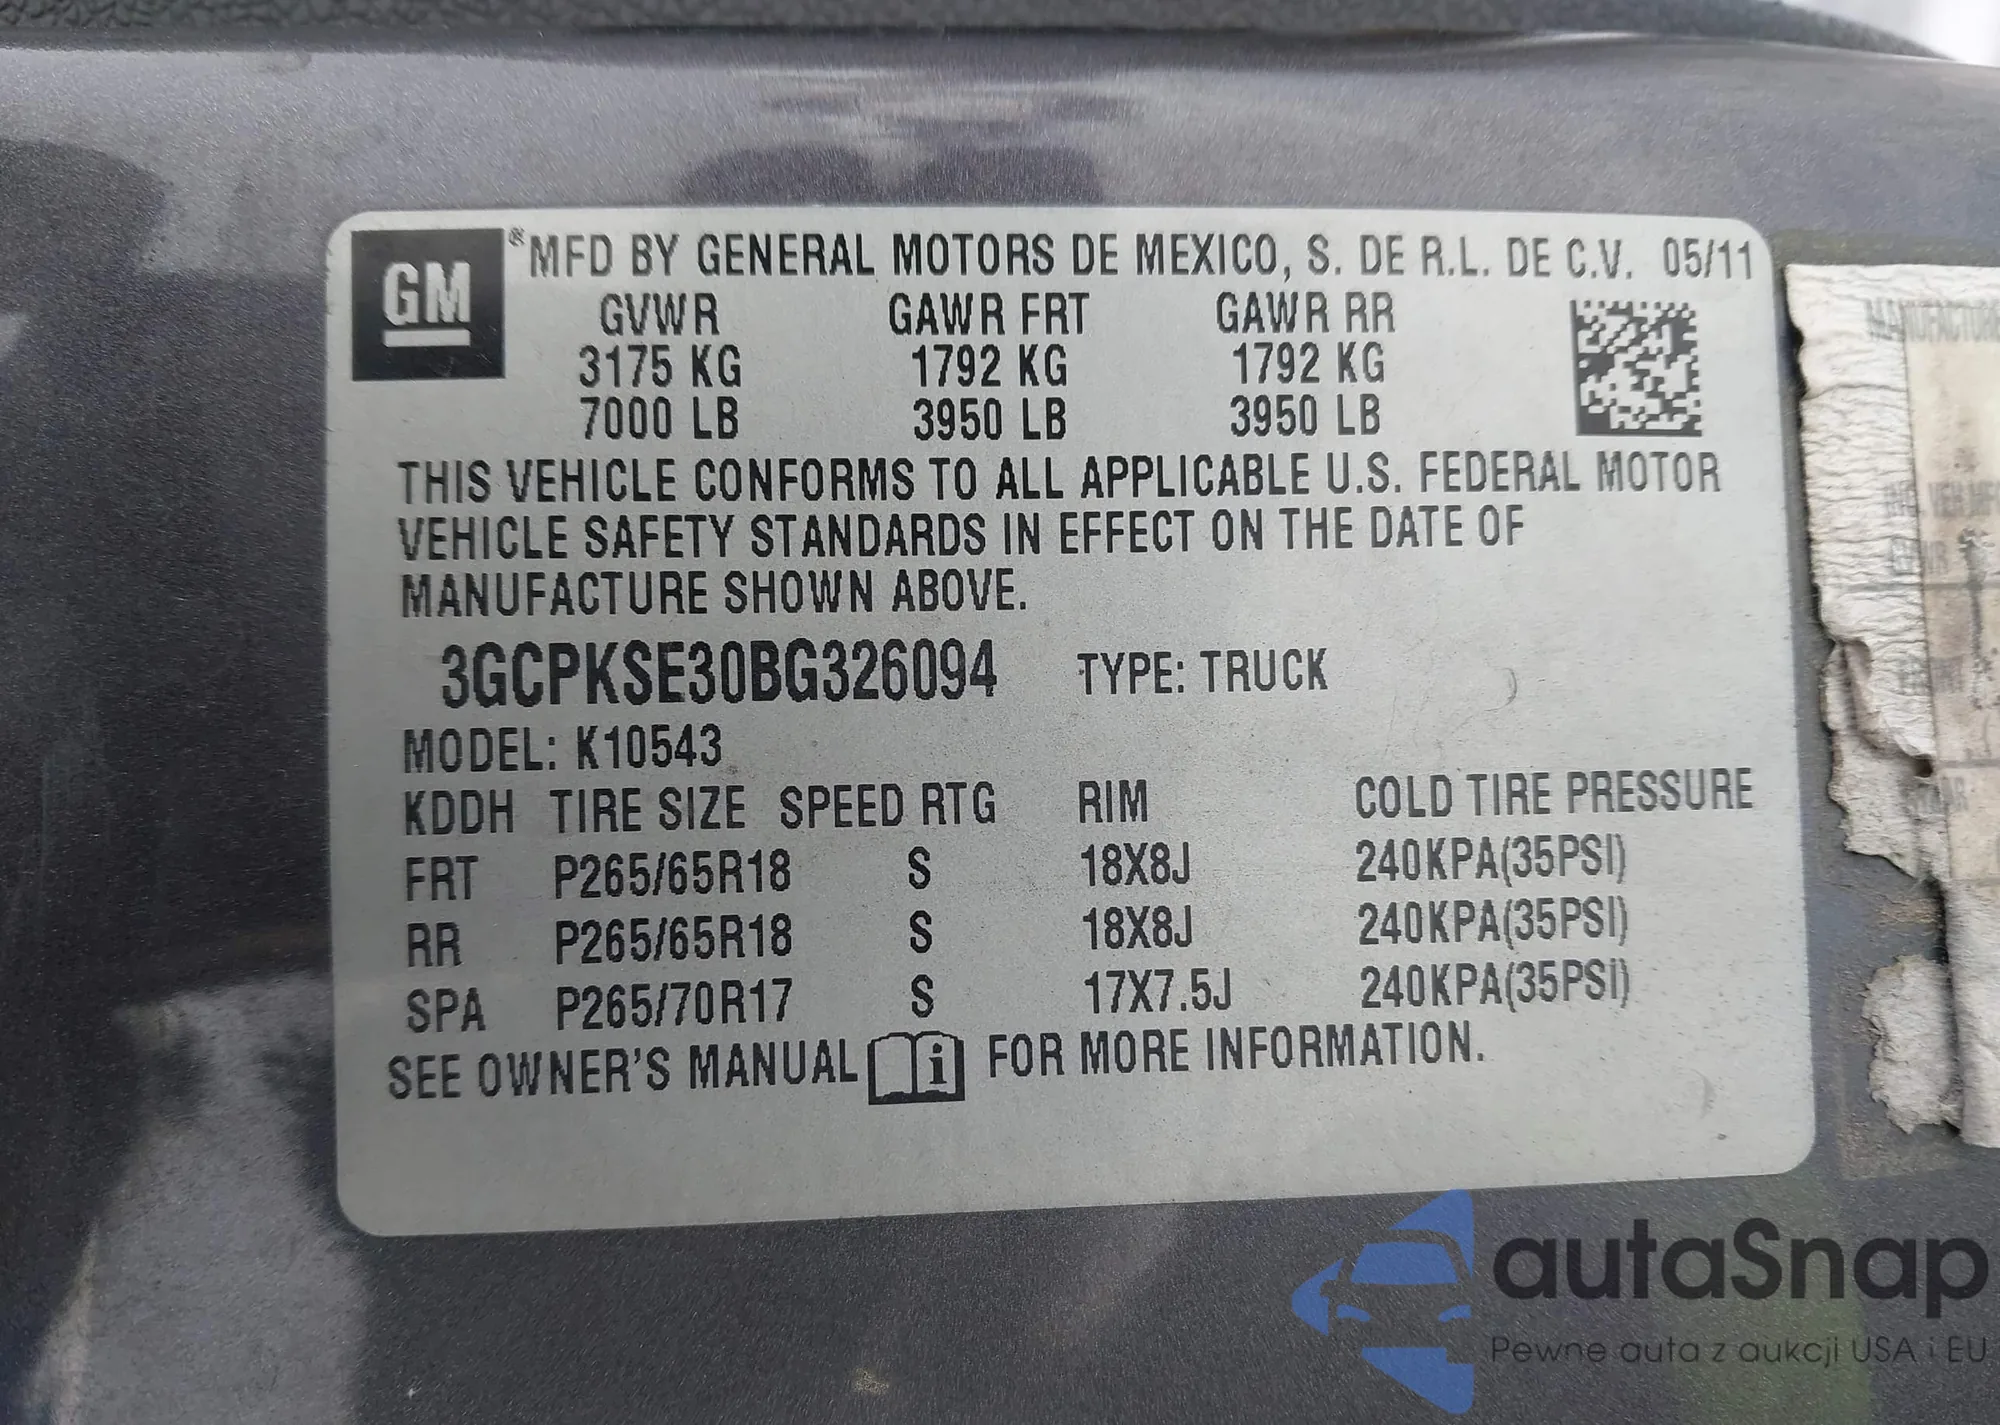 GM
®MFD BY GENERAL MOTORS DE MEXICO, S. DE R.L. DE C.V. 05/11
GVWR GAWR FRT GAWR RR
3175 KG 1792 KG 1792 KG
7000 LB 3950 LB 3950 LB
THIS VEHICLE CONFORMS TO ALL APPLICABLE U.S. FEDERAL MOTOR
VEHICLE SAFETY STANDARDS IN EFFECT ON THE DATE OF
MANUFACTURE SHOWN ABOVE.
3GCPKSE30BG326094 TYPE: TRUCK
MODEL: K10543
KDDH TIRE SIZE SPEED RTG RIM COLD TIRE PRESSURE
FRT P265/65R18 S 18X8J 240KPA(35PSI)
RR P265/65R18 S 18X8J 240KPA(35PSI)
SPA P265/70R17 S 17X7.5J 240KPA(35PSI)
SEE OWNER'S MANUAL i FOR MORE INFORMATION.
autaSnap
Pewne auta z aukcji USA i EU